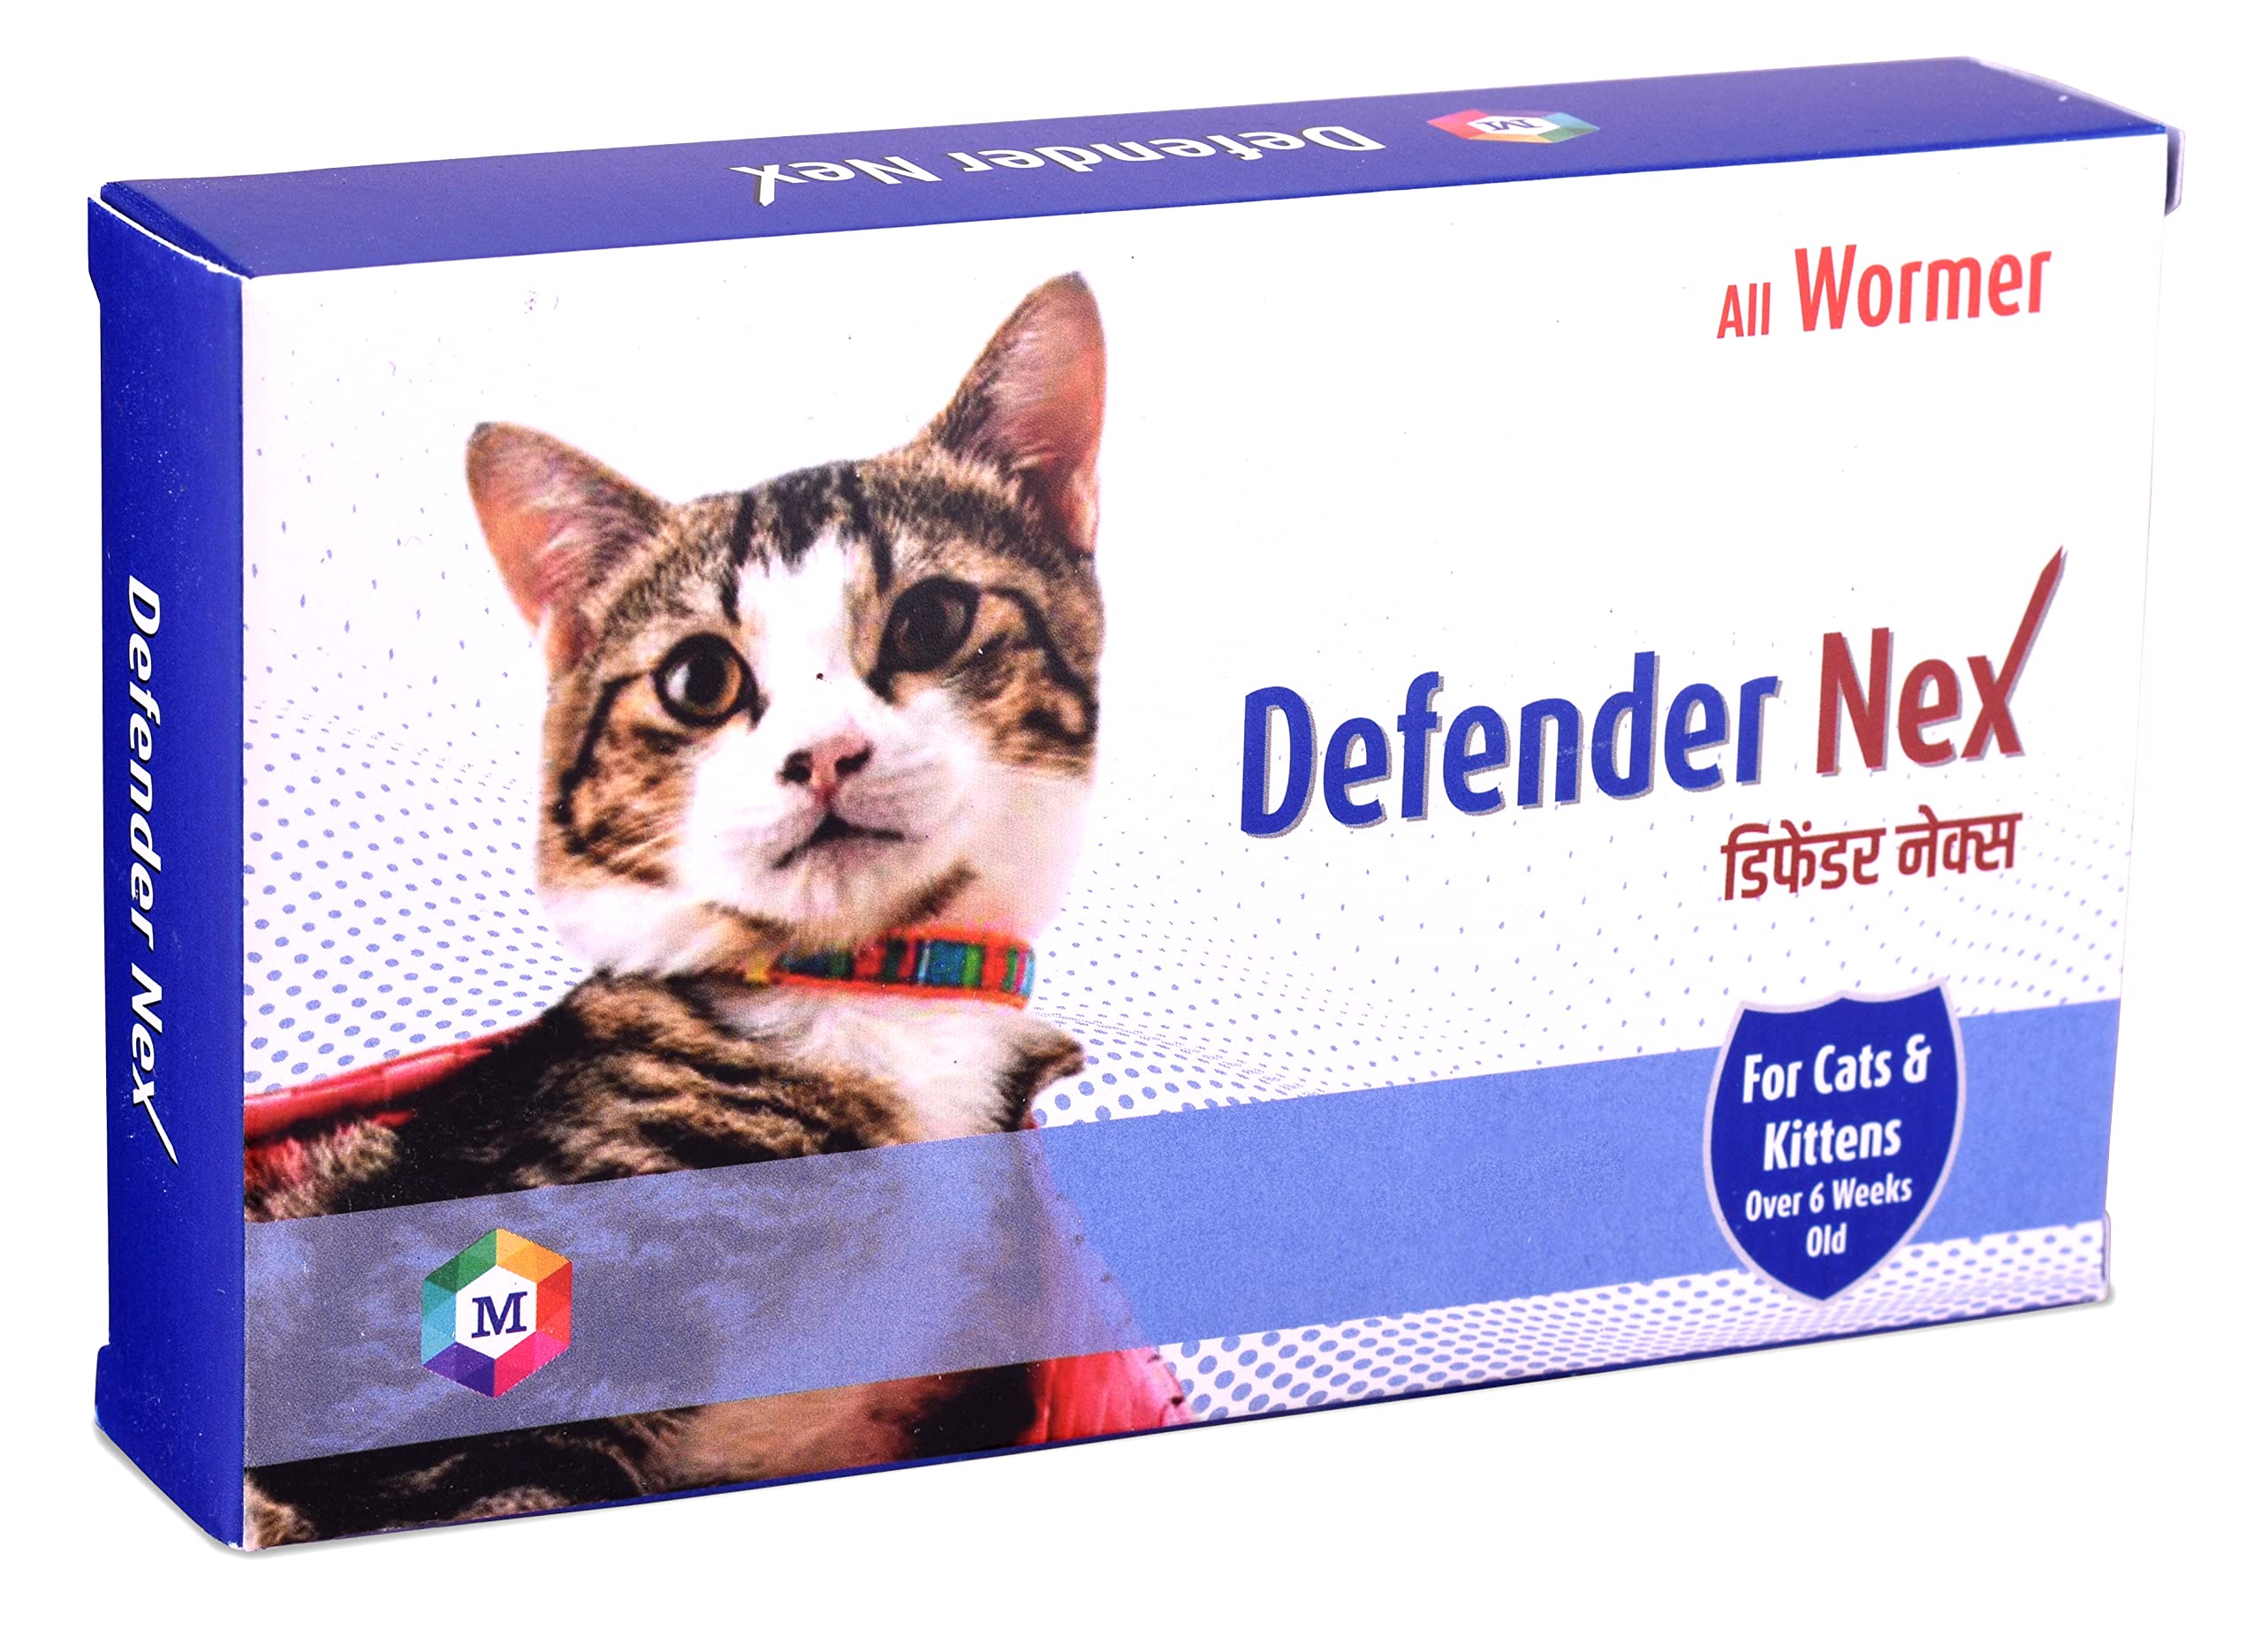 Defender Nex
M
All Wormer
Defender Nex
Defender Nex
डिफेंडर नेक्स
For Cats &
Kittens
Over 6 Weeks
Old
M